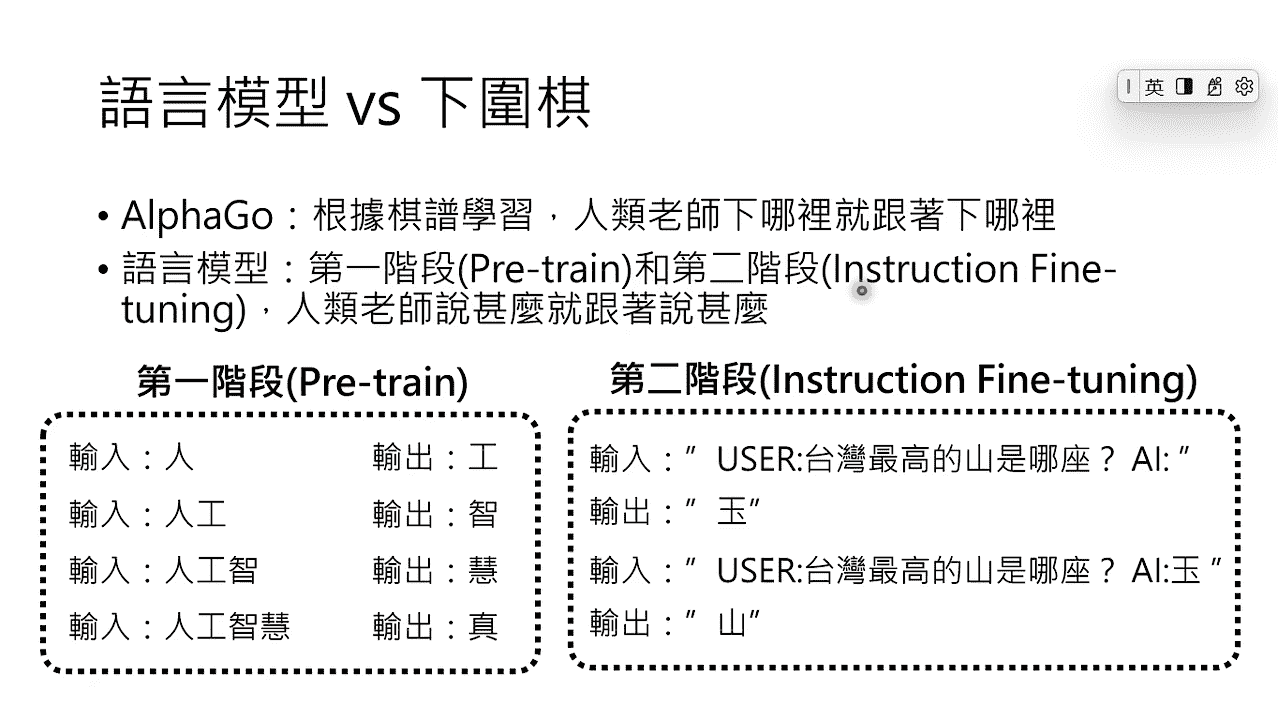 語言模型 vs 下圍棋
英
• AlphaGo：根據棋譜學習，人類老師下哪裡就跟著下哪裡
• 語言模型：第一階段(Pre-train)和第二階段(Instruction Fine-
tuning)，人類老師說甚麼就跟著說甚麼
第一階段(Pre-train)
輸入：人 輸出：工
輸入：人工 輸出：智
輸入：人工智 輸出：慧
輸入：人工智慧 輸出：真
第二階段(Instruction Fine-tuning)
輸入：” USER:台灣最高的山是哪座？ AI: ”
輸出：” 玉”
輸入：” USER:台灣最高的山是哪座？ AI:玉 ”
輸出：” 山”